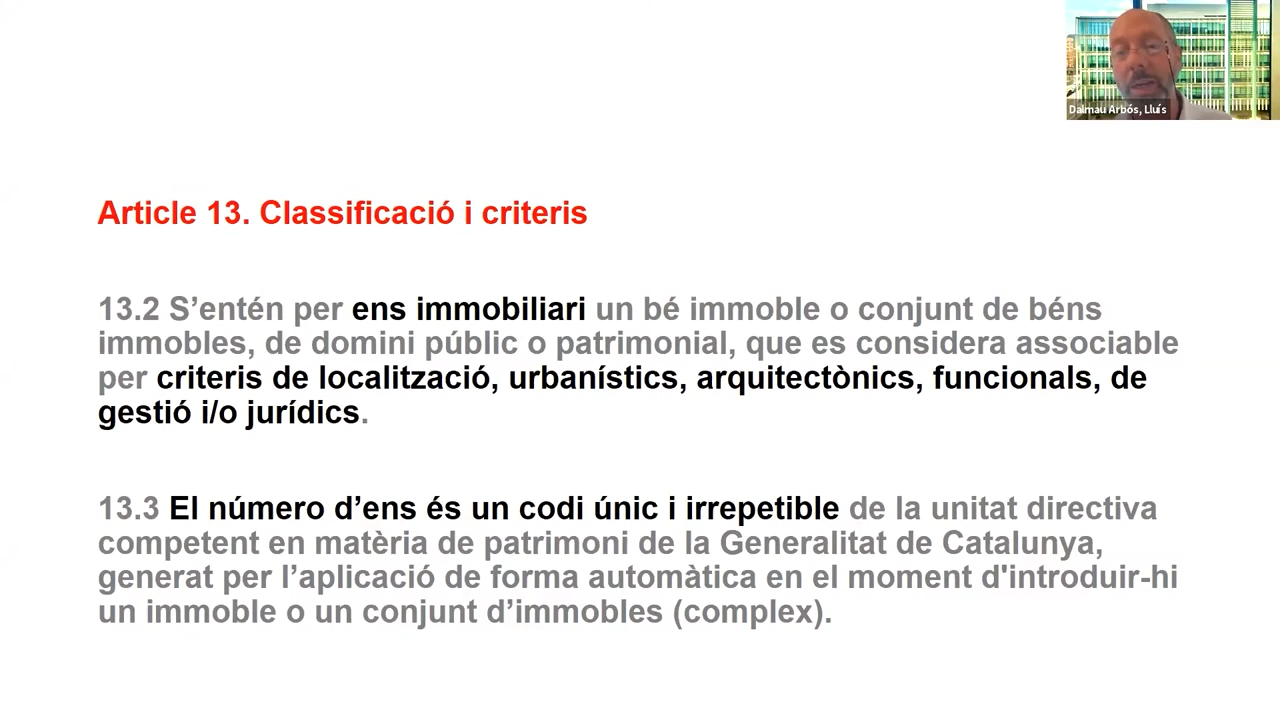 Dalmau Arbós, Lluís
Article 13. Classificació i criteris
13.2 S’entén per ens immobiliari un bé immoble o conjunt de béns
immobles, de domini públic o patrimonial, que es considera associable
per criteris de localització, urbanístics, arquitectònics, funcionals, de
gestió i/o jurídics.
13.3 El número d’ens és un codi únic i irrepetible de la unitat directiva
competent en matèria de patrimoni de la Generalitat de Catalunya,
generat per l’aplicació de forma automàtica en el moment d'introduir-hi
un immoble o un conjunt d’immobles (complex).